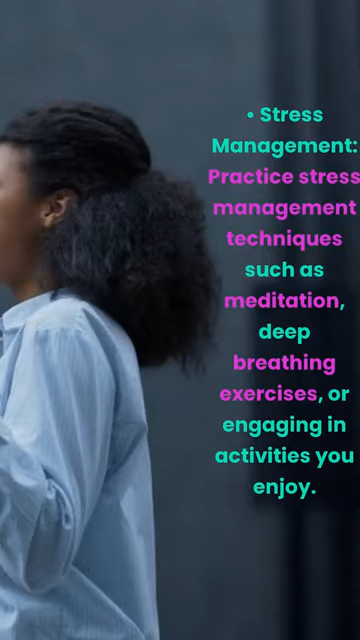 • Stress
Management:
Practice stress
management
techniques
such as
meditation,
deep
breathing
exercises, or
engaging in
activities you
enjoy.